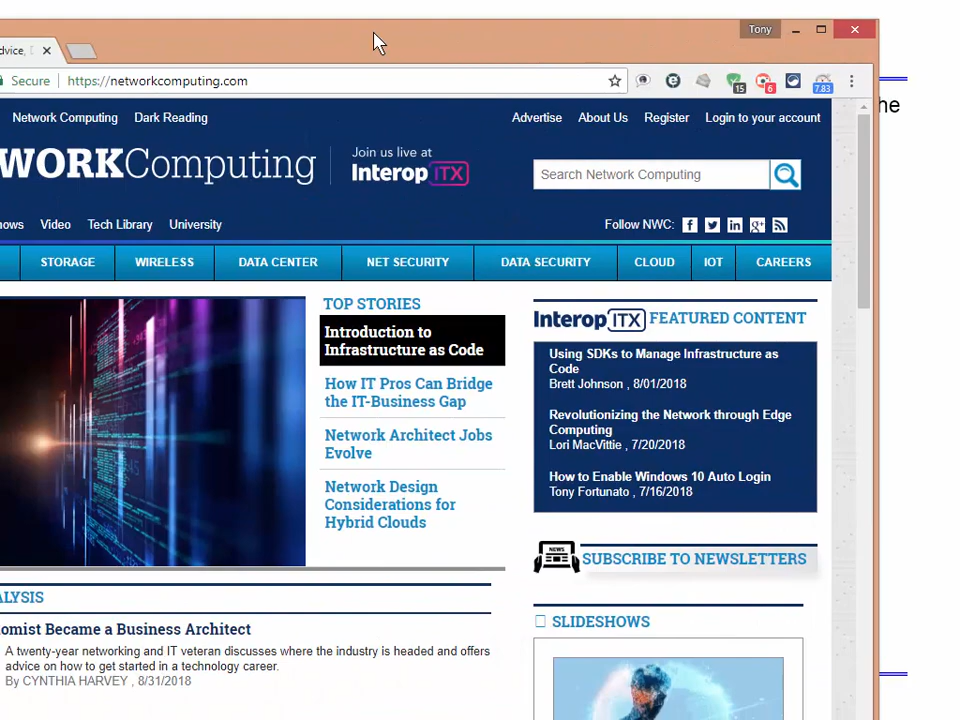 Tony
dvice,
Secure https://networkcomputing.com
15 6 7.83
he
Network Computing Dark Reading
Advertise About Us Register Login to your account
WORKComputing
Join us live at
Interop ITX
Search Network Computing
ows Video Tech Library University
Follow NWC:
STORAGE WIRELESS DATA CENTER NET SECURITY DATA SECURITY CLOUD IOT CAREERS
TOP STORIES
Introduction to
Infrastructure as Code
How IT Pros Can Bridge
the IT-Business Gap
Network Architect Jobs
Evolve
Network Design
Considerations for
Hybrid Clouds
Interop ITX FEATURED CONTENT
Using SDKs to Manage Infrastructure as
Code
Brett Johnson , 8/01/2018
Revolutionizing the Network through Edge
Computing
Lori MacVittie , 7/20/2018
How to Enable Windows 10 Auto Login
Tony Fortunato , 7/16/2018
NEWS
SUBSCRIBE TO NEWSLETTERS
ALYSIS
omist Became a Business Architect
A twenty-year networking and IT veteran discusses where the industry is headed and offers
advice on how to get started in a technology career.
By CYNTHIA HARVEY , 8/31/2018
SLIDESHOWS